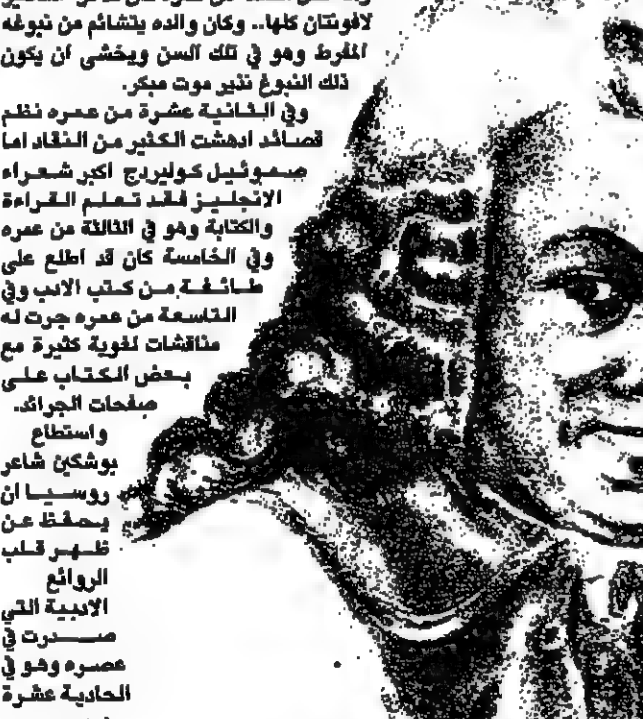 لافونتان كلها.. وكان والده يتشائم من نبوغه
المفرط وهو في تلك السن ويخشى ان يكون
ذلك النبوغ نذير موت مبكر.
وفي الثانية عشرة من عمره نظم
قصائد ادهشت الكثير من النقاد اما
صموئيل كوليردج اكبر شعراء
الانجليز فقد تعلم القراءة
والكتابة وهو في الثالثة من عمره
وفي الخامسة كان قد اطلع على
طائفة من كتب الادب وفي
التاسعة من عمره جرت له
مناقشات لغوية كثيرة مع
بعض الكتاب على
صفحات الجرائد.
واستطاع
بوشكين شاعر
روسيا ان
يحفظ عن
ظهر قلب
الروائع
الادبية التي
صدرت في
عصره وهو في
الحادية عشرة